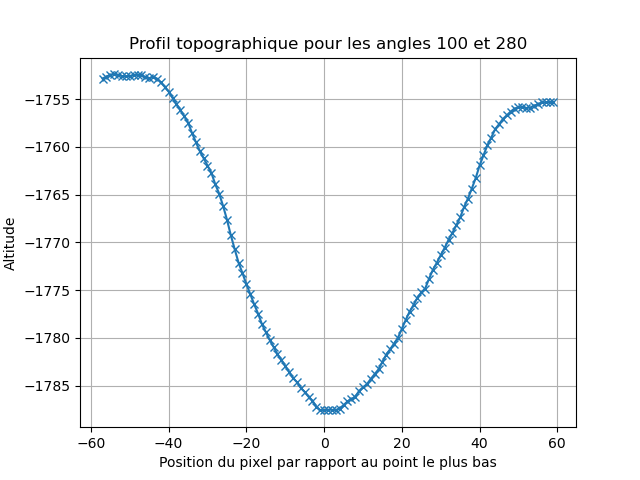 Profil topographique pour les angles 100 et 280
Altitude
−1755
−1760
−1765
−1770
−1775
−1780
−1785
−60 −40 −20 0 20 40 60
Position du pixel par rapport au point le plus bas